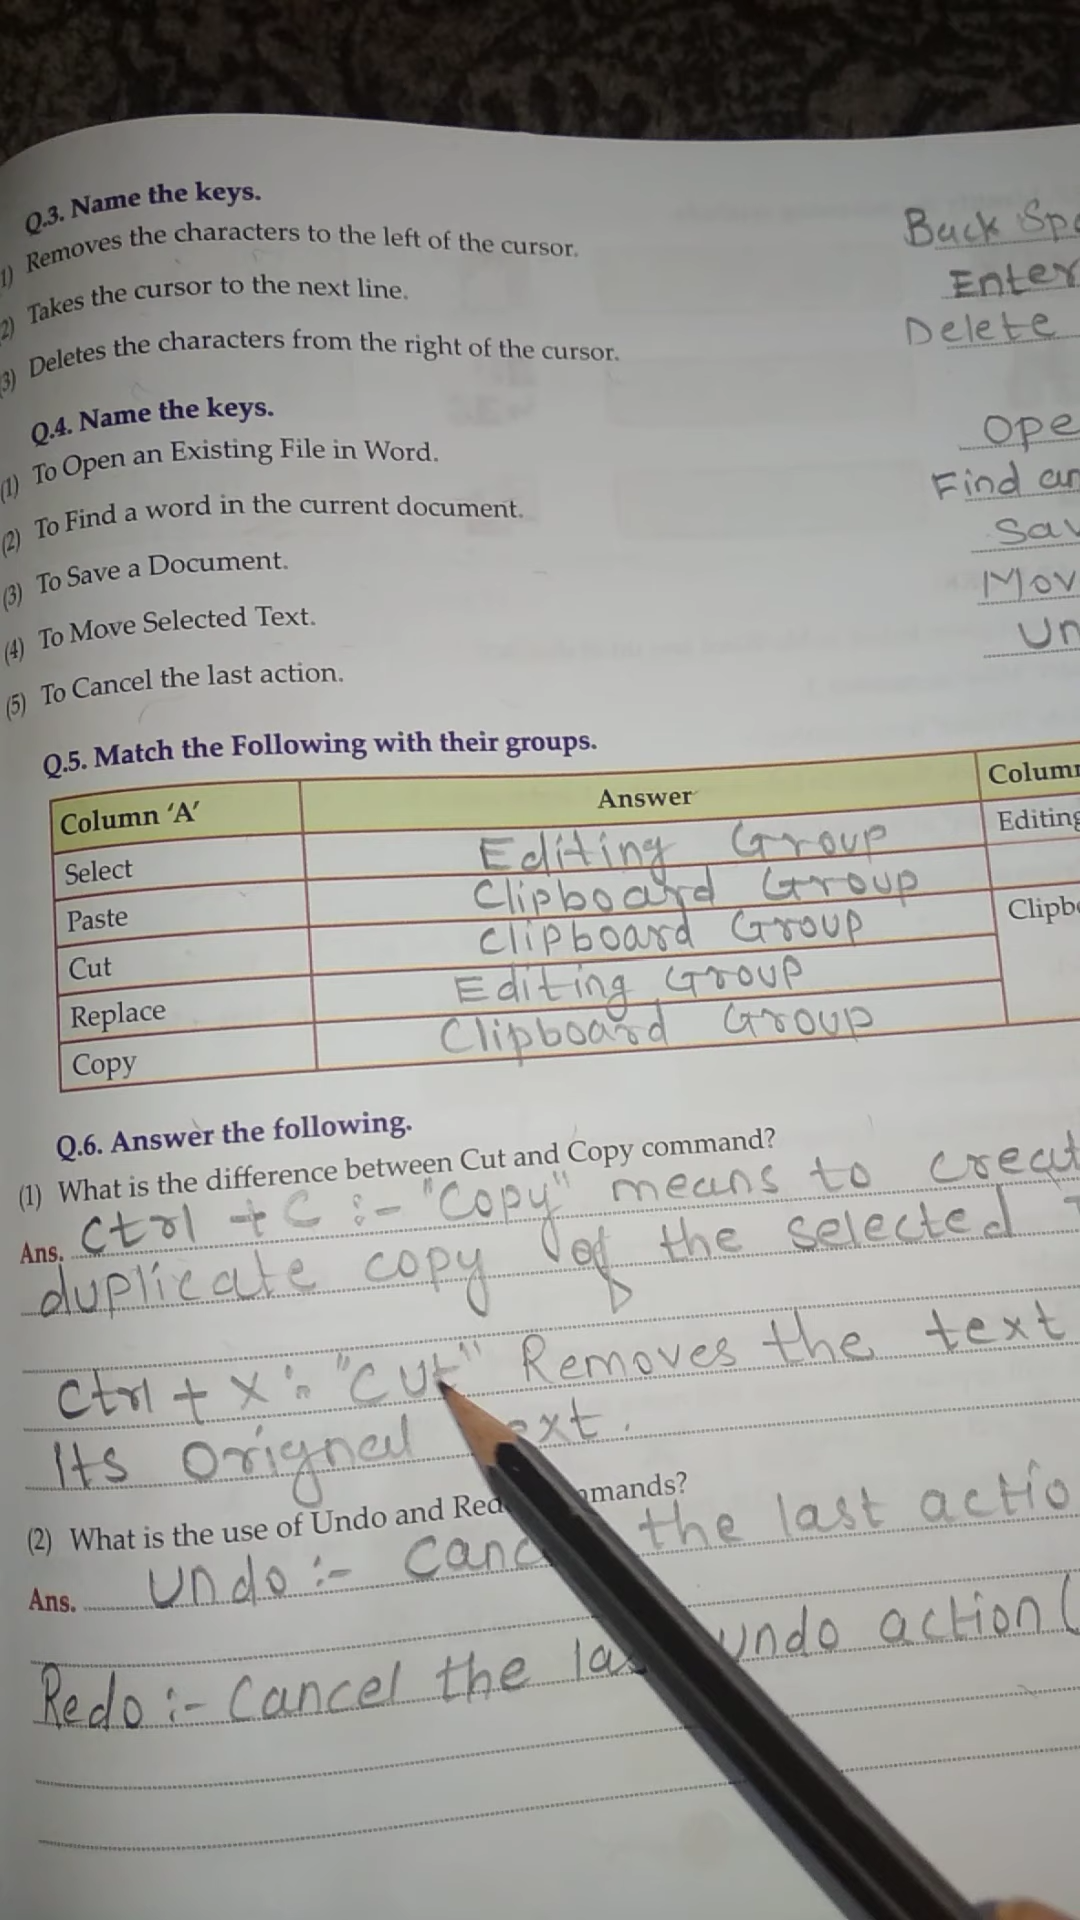 Q.3. Name the keys.
1) Removes the characters to the left of the cursor. Back
2) Takes the cursor to the next line. Enter
3) Deletes the characters from the right of the cursor. Delete
Q.4. Name the keys.
(1) To Open an Existing File in Word.
(2) To Find a word in the current document. Find
(3) To Save a Document.
(4) To Move Selected Text.
(5) To Cancel the last action.
Q.5. Match the Following with their groups.
Column 'A' Answer
Select Editing Group Editing
Paste Clipboard Group
Cut Clipboard Group
Replace Editing Group
Copy Clipboard Group
Q.6. Answer the following.
(1) What is the difference between Cut and Copy command?
Ans. Ctrl + C :- "Copy" means to
duplicate copy of the selected
Ctrl + X :- "Cut" Removes the text
Its Orignal
(2) What is the use of Undo and
Ans. Undo :- the last
Redo :- Cancel the undo action (